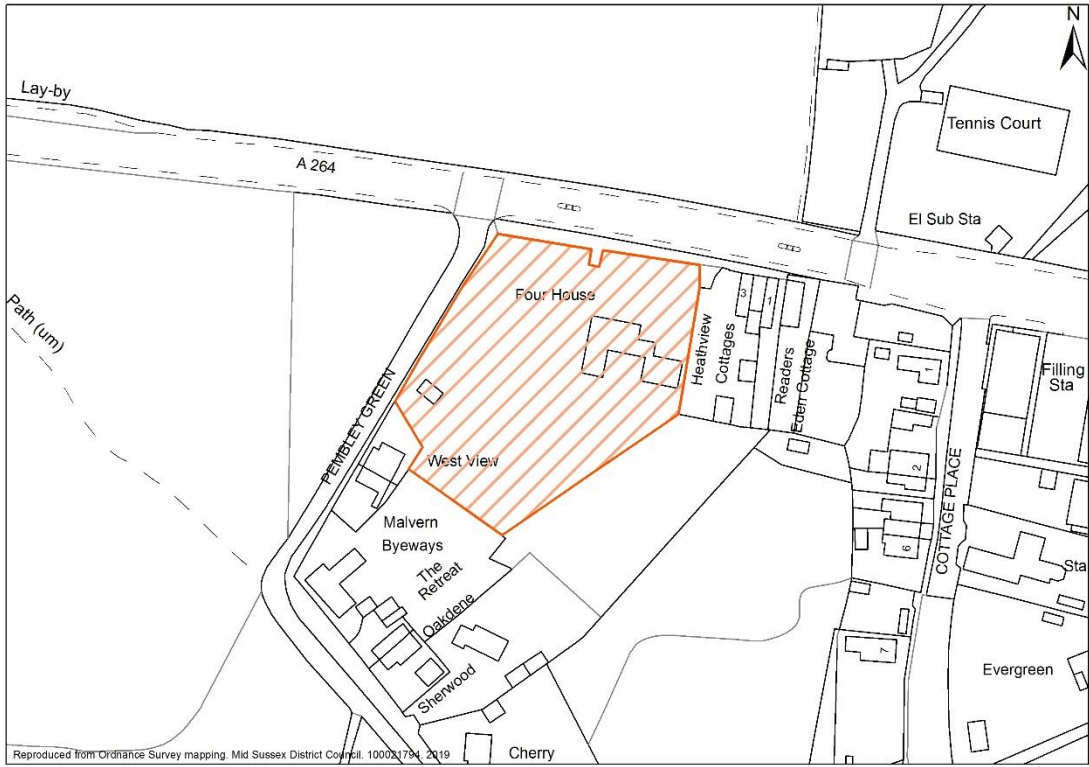 N
Lay-by
Tennis Court
A 264
El Sub Sta
Path (um)
Four House
3
1
Heathview
Cottages
Readers
Eden Cottage
1
Filling
Sta
PEMBLEY GREEN
West View
2
COTTAGE PLACE
Malvern
Byeways
The
Retreat
Oakdene
6
Sta
Sherwood
7
Evergreen
Cherry
Reproduced from Ordnance Survey mapping. Mid Sussex District Council. 100021794. 2019